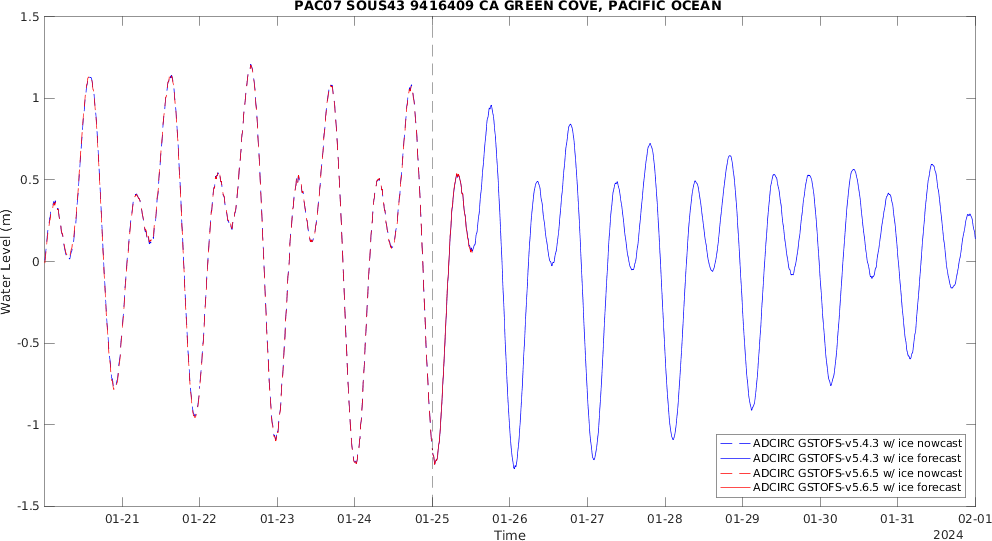 PAC07 SOUS43 9416409 CA GREEN COVE, PACIFIC OCEAN
1.5
1
0.5
0
-0.5
-1
-1.5
Water Level (m)
ADCIRC GSTOFS-v5.4.3 w/ ice nowcast
ADCIRC GSTOFS-v5.4.3 w/ ice forecast
ADCIRC GSTOFS-v5.6.5 w/ ice nowcast
ADCIRC GSTOFS-v5.6.5 w/ ice forecast
01-21 01-22 01-23 01-24 01-25 01-26 01-27 01-28 01-29 01-30 01-31 02-01
Time
2024